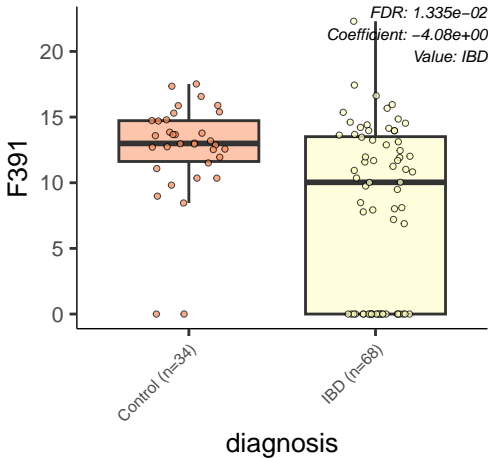 FDR: 1.335e−02
Coefficient: −4.08e+00
Value: IBD
F391
15
10
5
0
Control (n=34)
IBD (n=68)
diagnosis